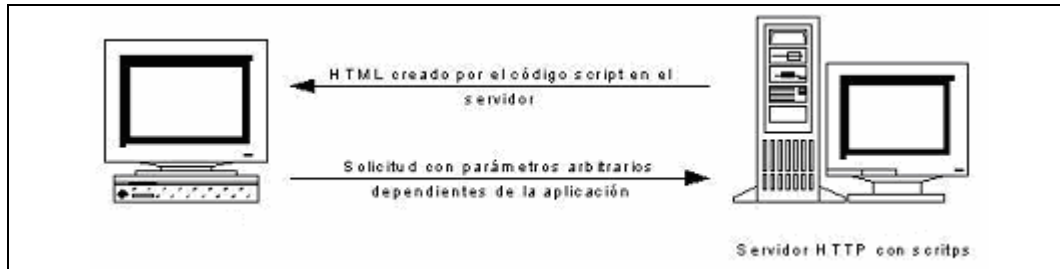 HTML creado por el código script en el
servidor
Solicitud con parámetros arbitrarios
dependientes de la aplicación
Servidor HTTP con scritps